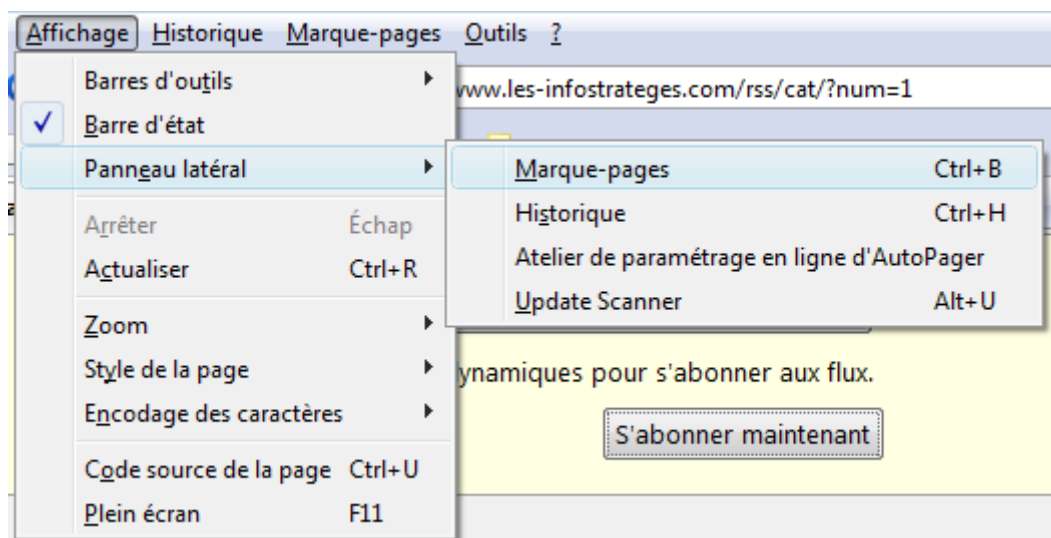 Affichage Historique Marque-pages Outils ?
Barres d'outils
www.les-infostrateges.com/rss/cat/?num=1
Barre d'état
Panneau latéral
Marque-pages Ctrl+B
Historique Ctrl+H
Atelier de paramétrage en ligne d'AutoPager
Update Scanner Alt+U
Arrêter Échap
Actualiser Ctrl+R
Zoom
Style de la page
Encodage des caractères
Code source de la page Ctrl+U
Plein écran F11
ynamiques pour s'abonner aux flux.
S'abonner maintenant